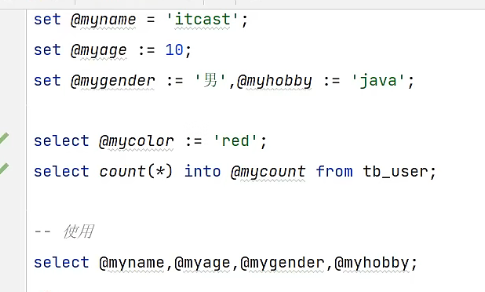 set @myname = 'itcast';
set @myage := 10;
set @mygender := '男',@myhobby := 'java';
select @mycolor := 'red';
select count(*) into @mycount from tb_user;
-- 使用
select @myname,@myage,@mygender,@myhobby;